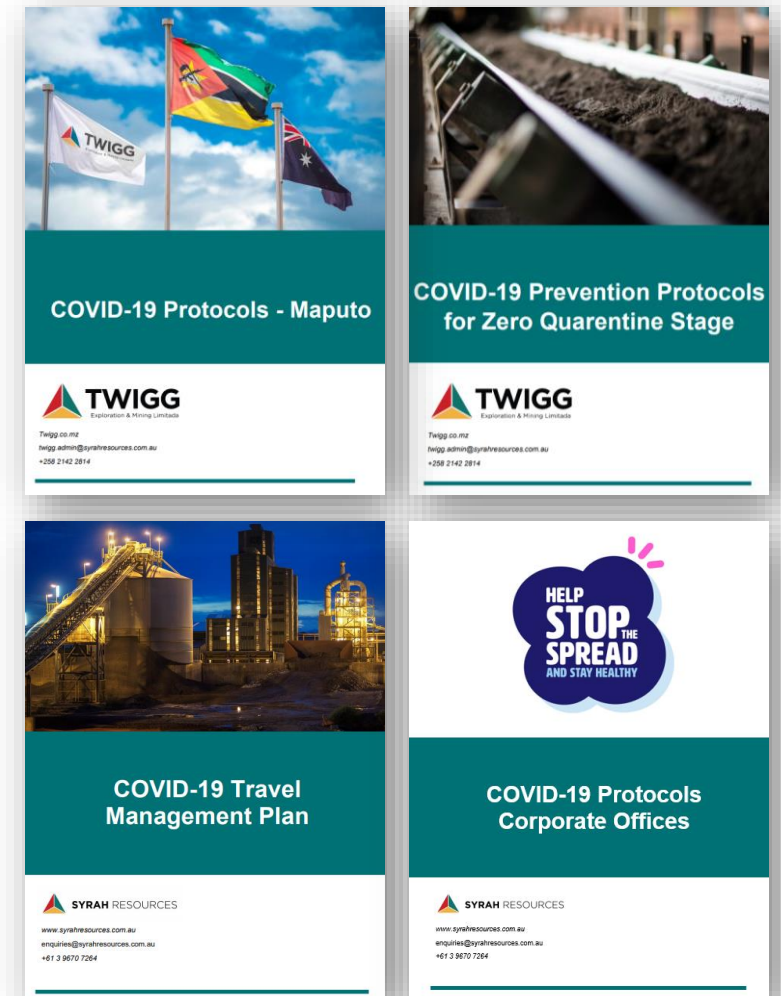 TWIGG
COVID-19 Protocols - Maputo
TWIGG
Exploration & Mining Limitada
Twigg.co.mz
twigg.admin@syrahresources.com.au
+258 2142 2814
COVID-19 Prevention Protocols
for Zero Quarentine Stage
TWIGG
Exploration & Mining Limitada
Twigg.co.mz
twigg.admin@syrahresources.com.au
+258 2142 2814
COVID-19 Travel
Management Plan
SYRAH RESOURCES
www.syrahresources.com.au
enquiries@syrahresources.com.au
+61 3 9670 7264
HELP
STOP THE
SPREAD
AND STAY HEALTHY
COVID-19 Protocols
Corporate Offices
SYRAH RESOURCES
www.syrahresources.com.au
enquiries@syrahresources.com.au
+61 3 9670 7264